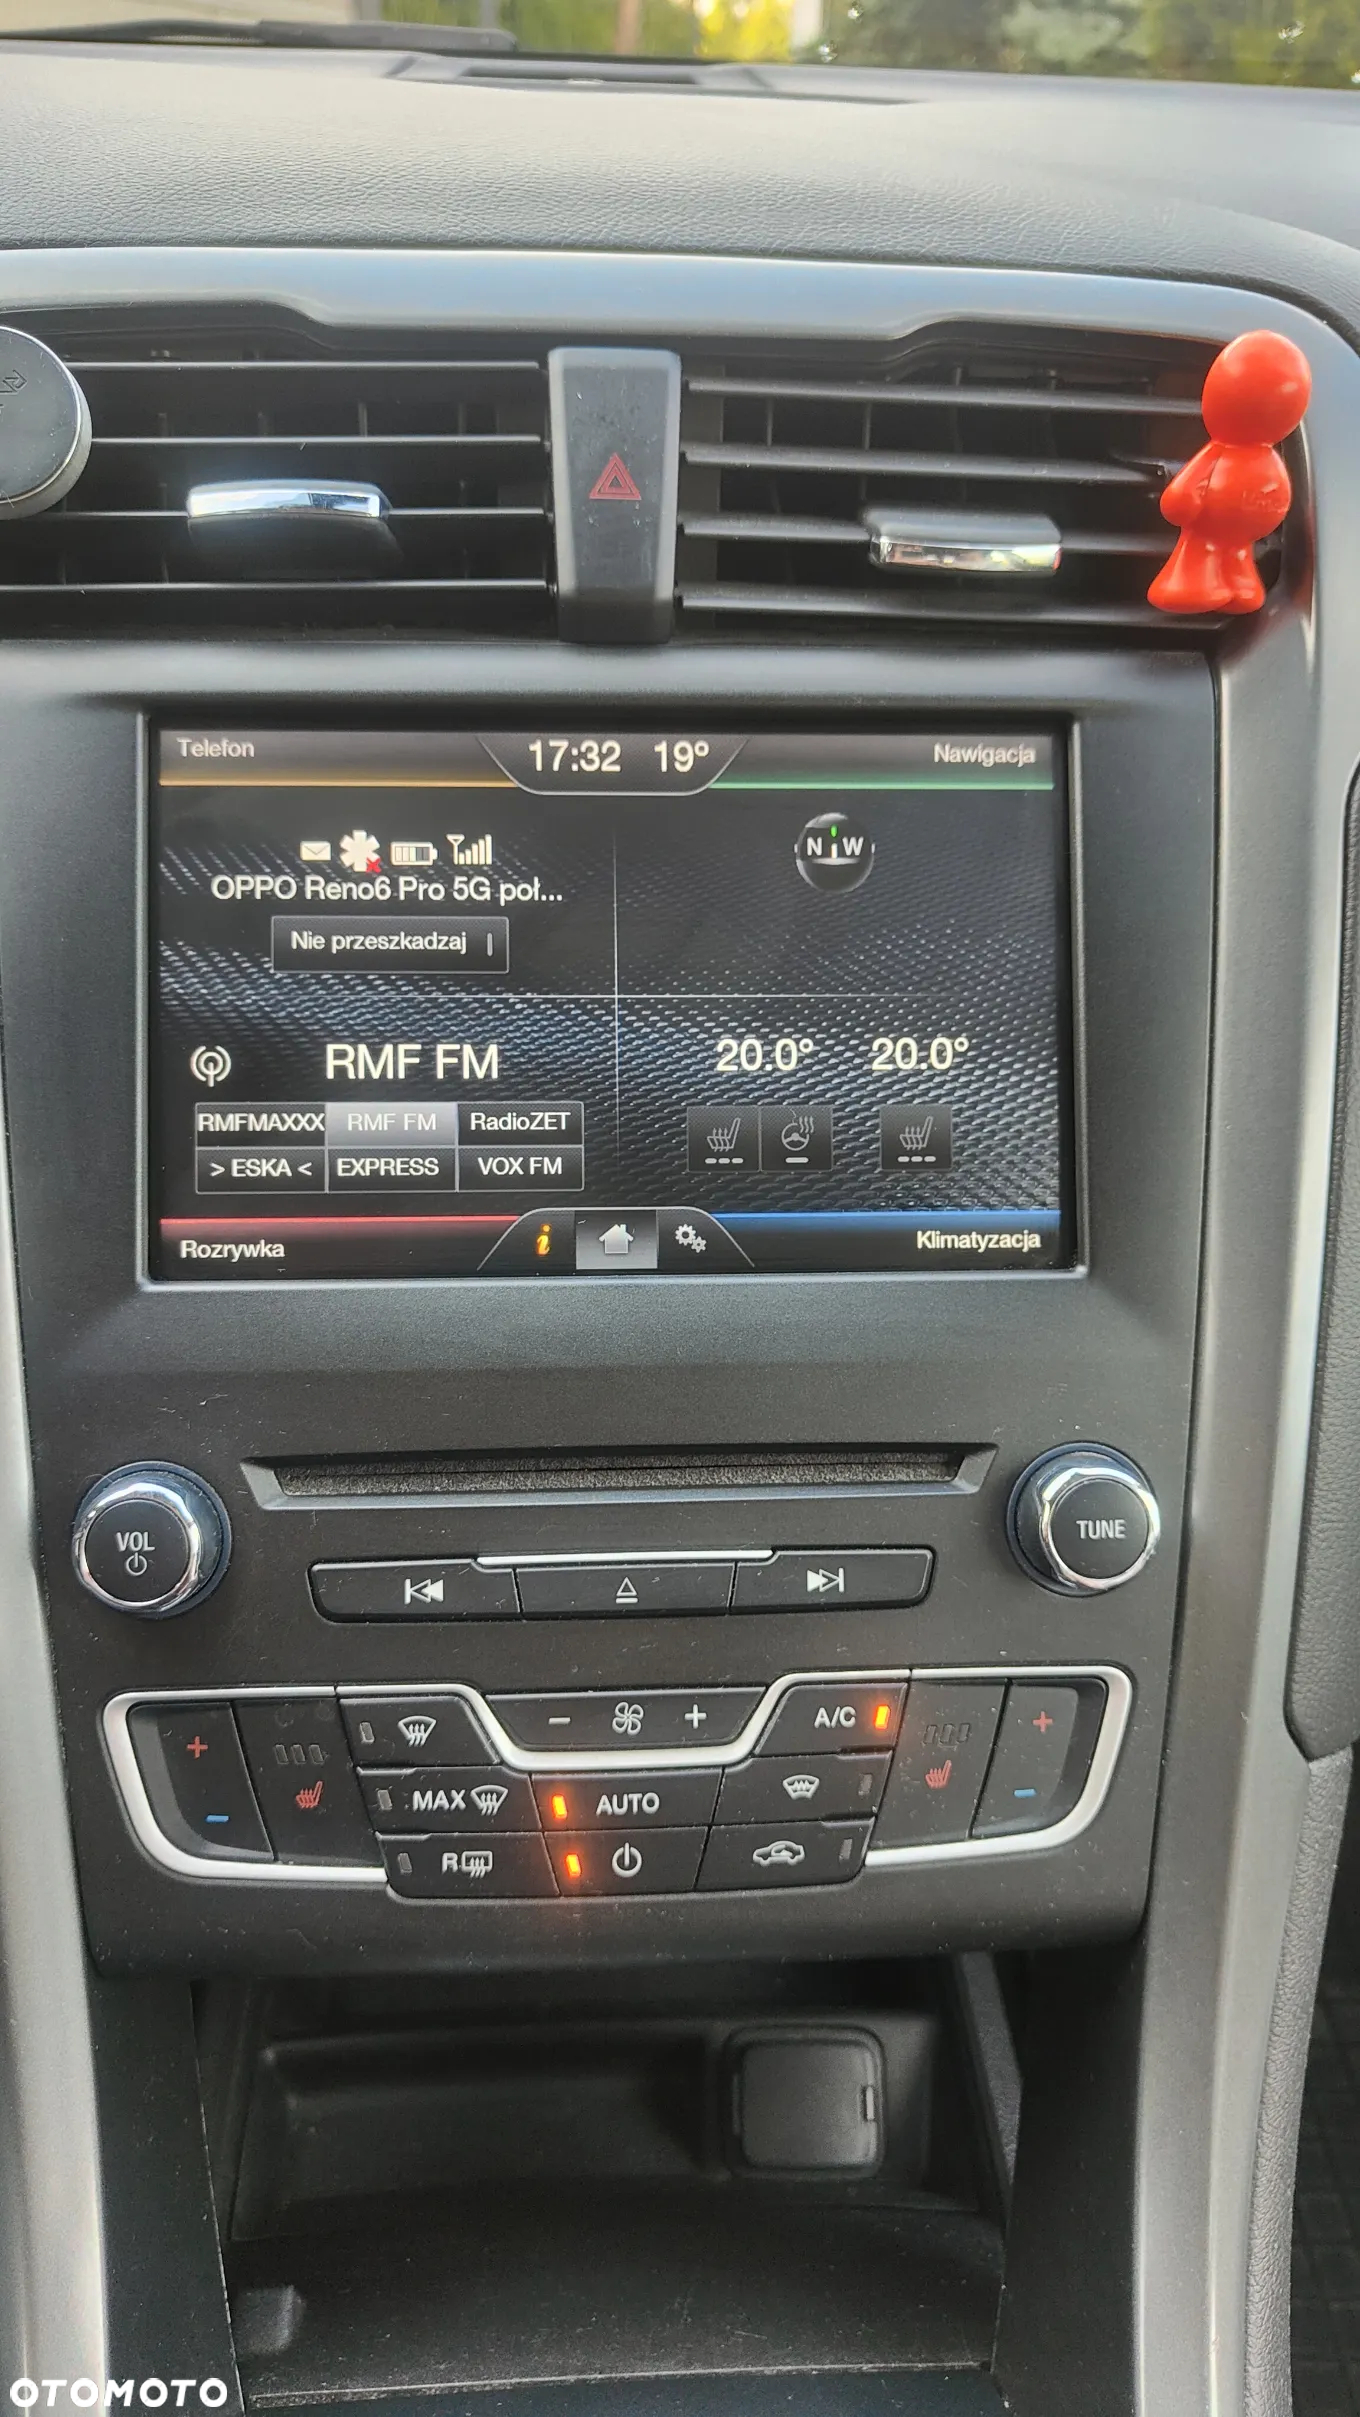 Telefon
17:32 19°
Nawigacja
N W
OPPO Reno6 Pro 5G poł...
Nie przeszkadzaj
RMF FM
20.0° 20.0°
RMFMAXXX RMF FM RadioZET
> ESKA < EXPRESS VOX FM
Rozrywka
i
Klimatyzacja
VOL
TUNE
A/C
MAX
AUTO
R
OTOMOTO